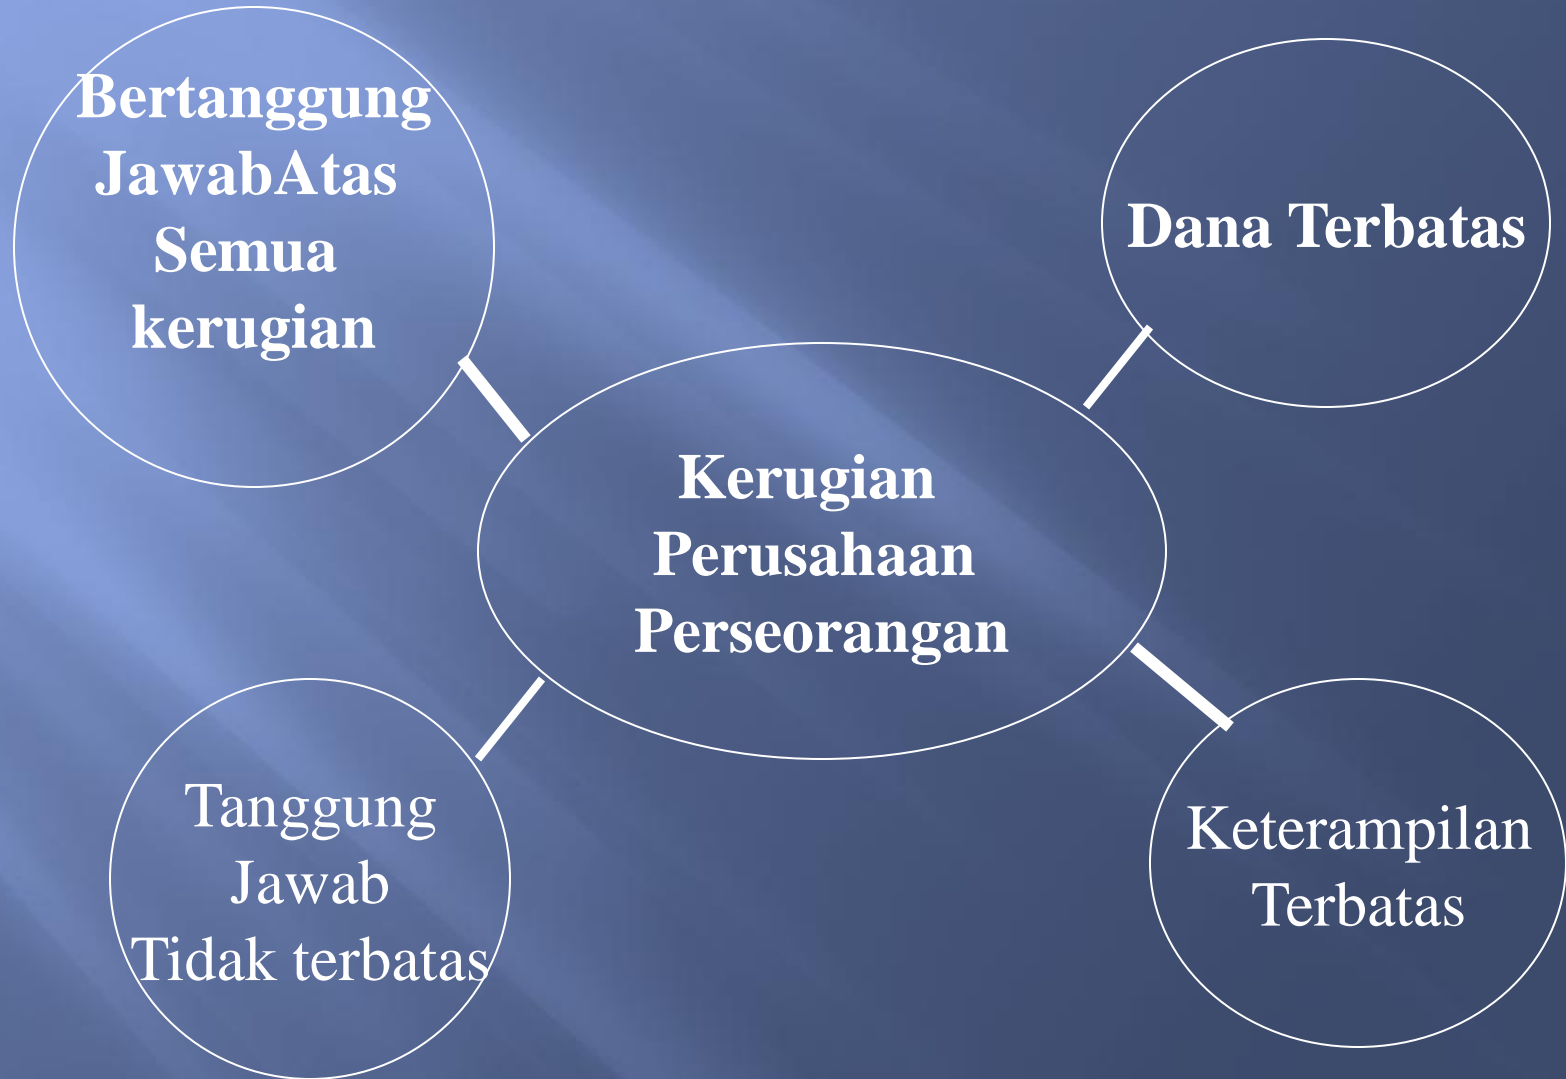 Bertanggung
JawabAtas
Semua
kerugian
Dana Terbatas
Kerugian
Perusahaan
Perseorangan
Tanggung
Jawab
Tidak terbatas
Keterampilan
Terbatas